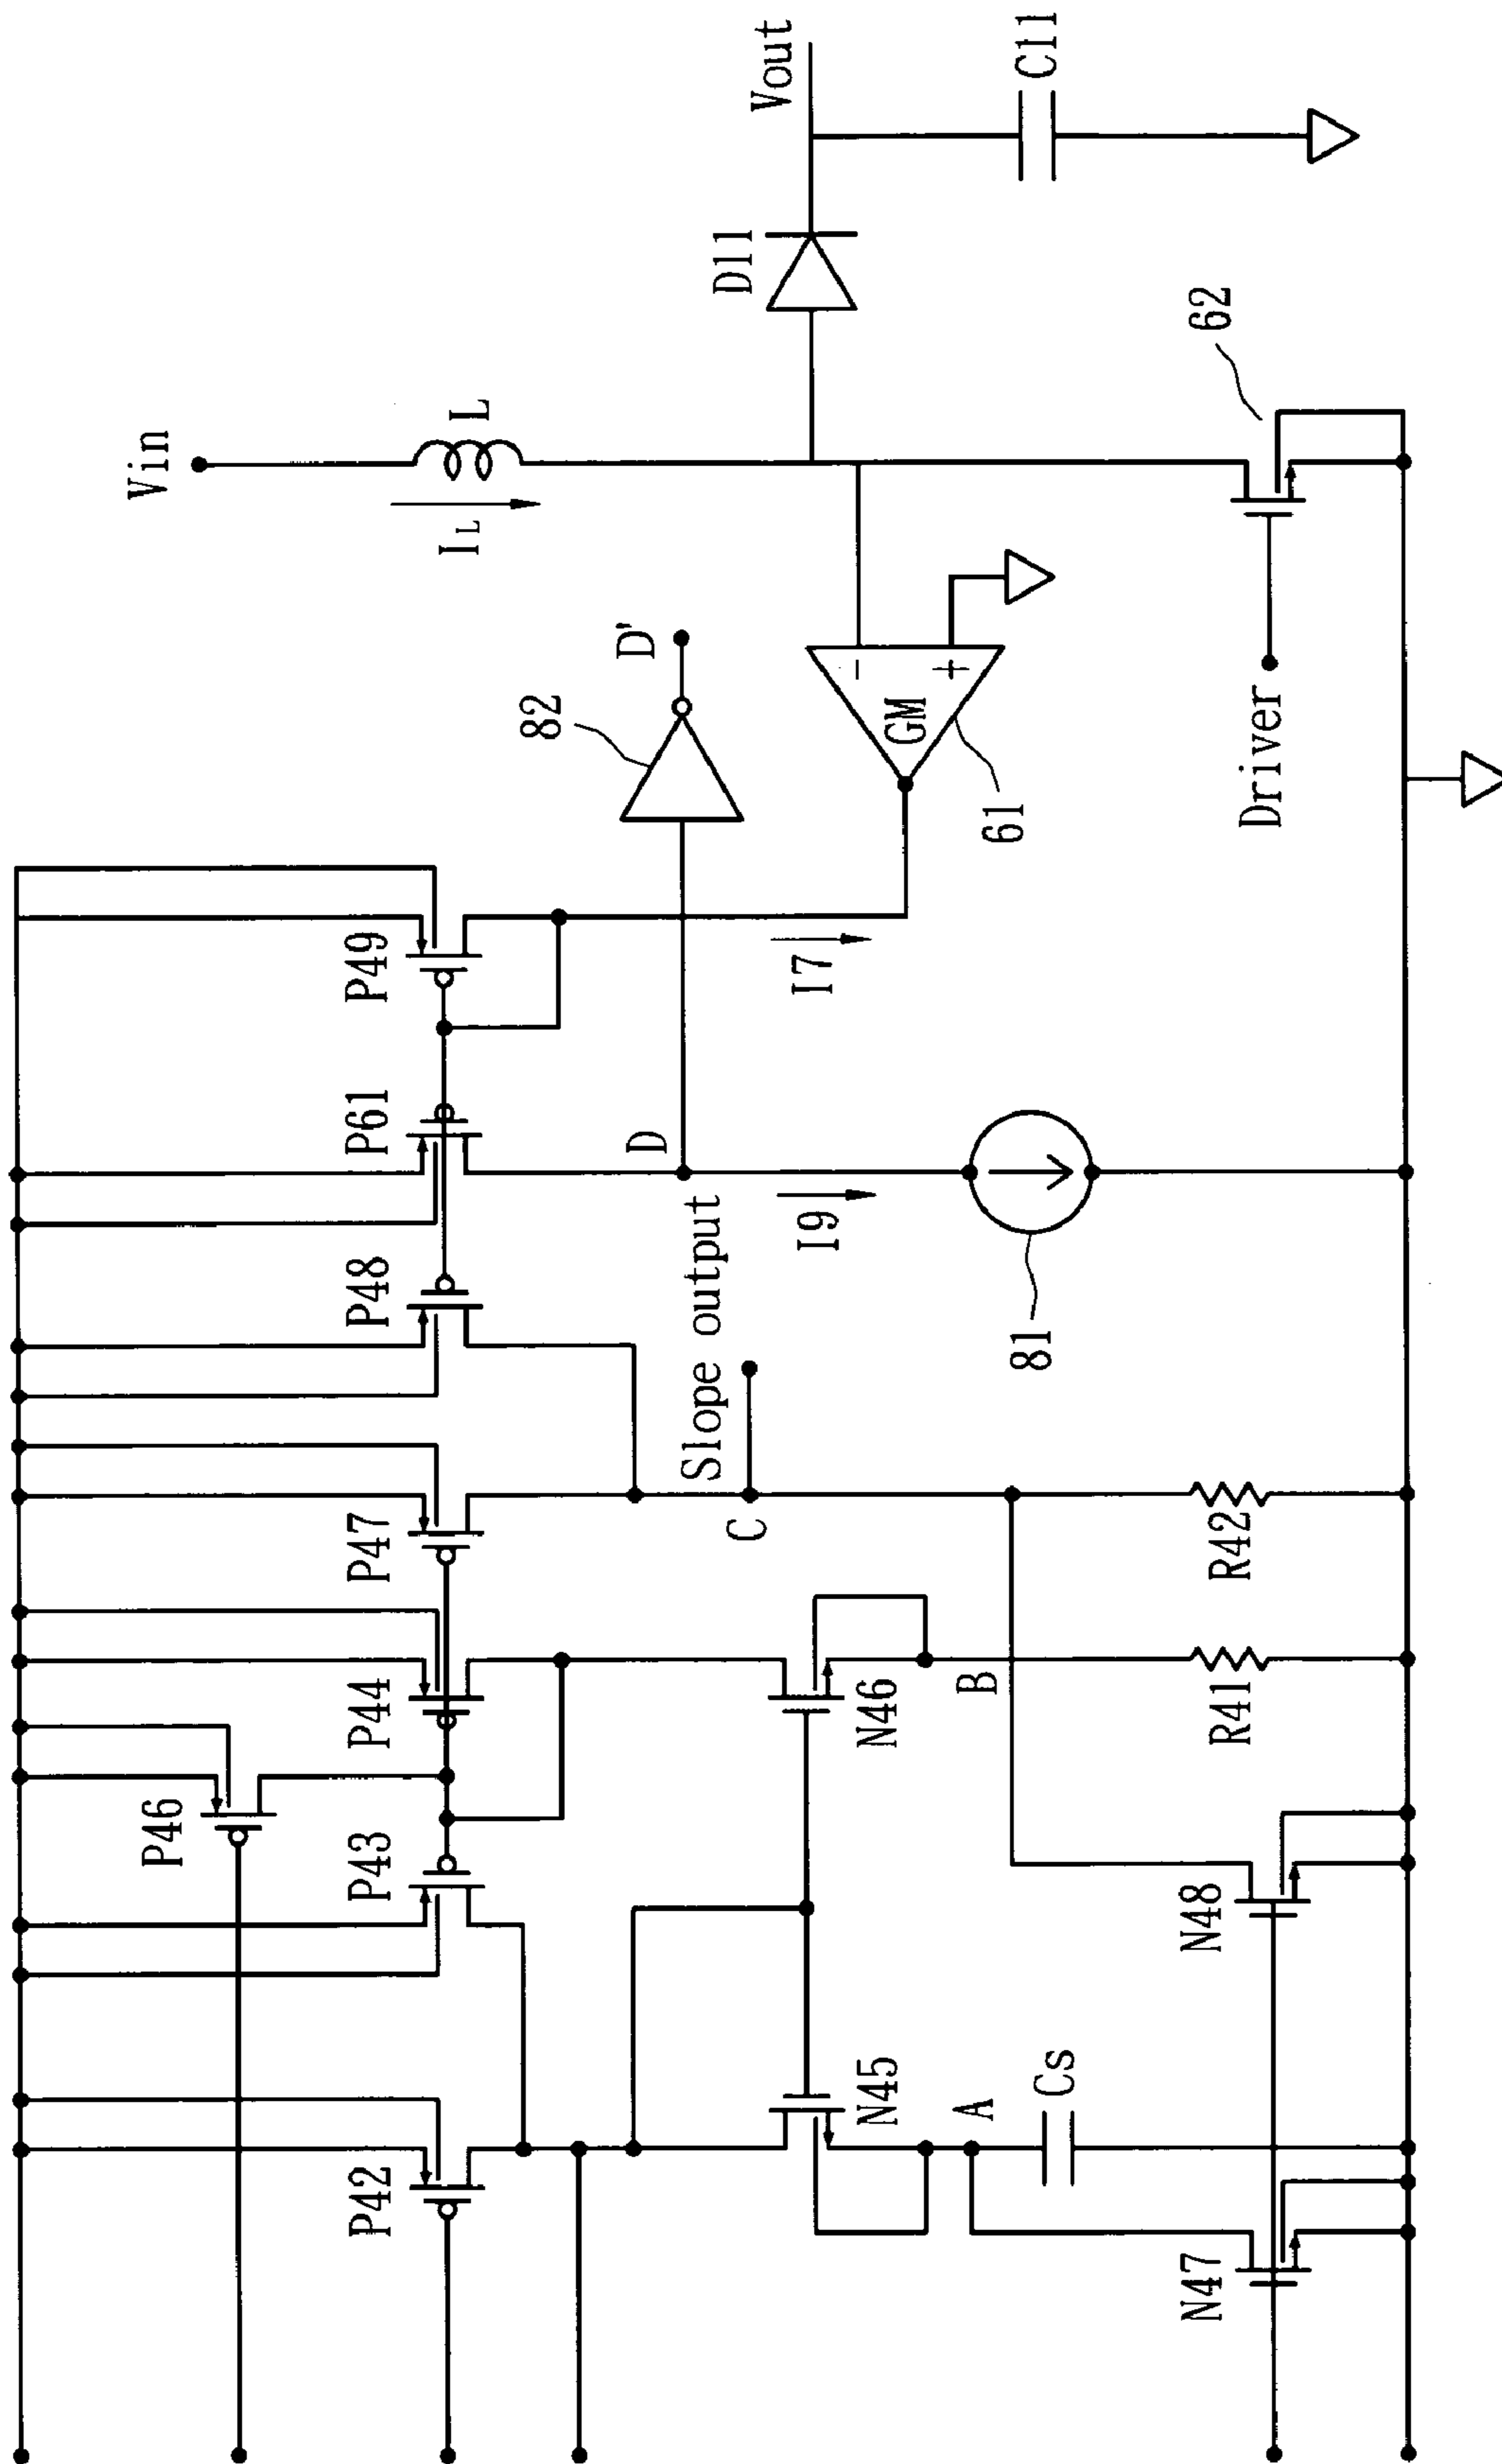 Vin
L
IL
D11
Vout
C11
62
Driver
D'
82
GM
-
+
61
P49
I7
P61
D
I9
81
P48
Slope output
C
P47
R42
P44
N46
B
R41
P46
P43
N48
P42
N45
A
Cs
N47